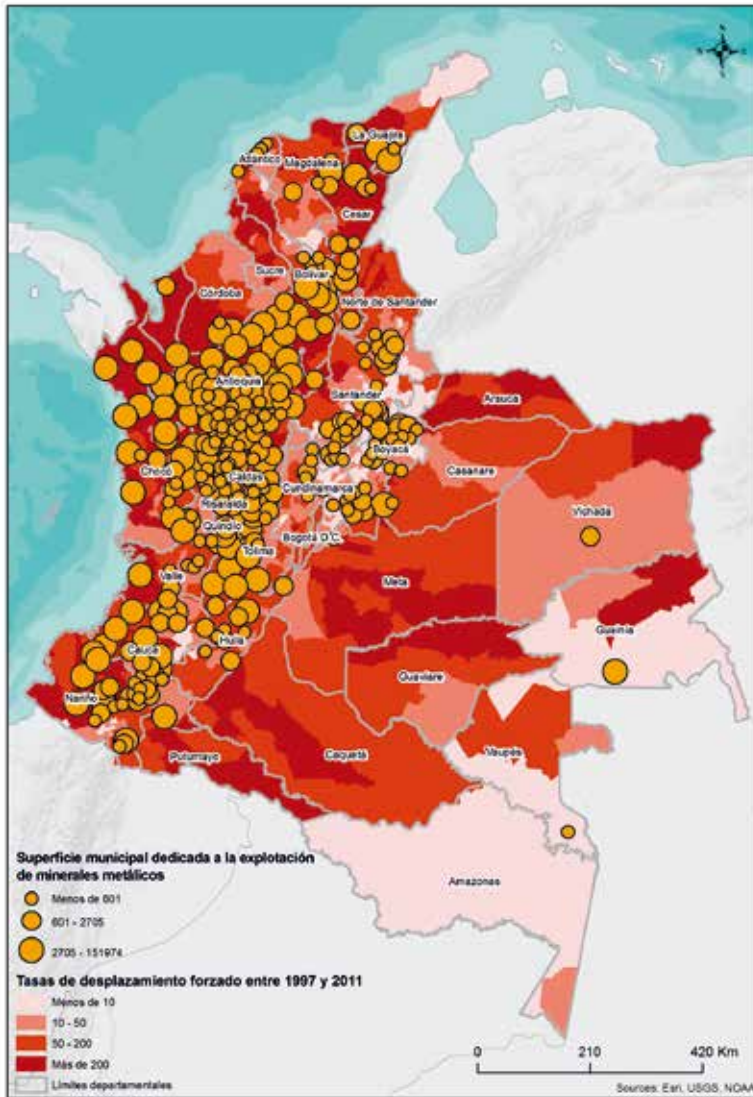 La Guajira
Atlántico
Magdalena
Cesar
Sucre
Bolívar
Córdoba
Norte de Santander
Antioquia
Santander
Arauca
Chocó
Boyacá
Caldas
Casanare
Cundinamarca
Risaralda
Vichada
Quindío
Bogotá D.C.
Tolima
Valle
Meta
Guainía
Huila
Cauca
Guaviare
Nariño
Vaupés
Caquetá
Putumayo
Amazonas
Superficie municipal dedicada a la explotación
de minerales metálicos
Menos de 601
601 - 2705
2705 - 151974
Tasas de desplazamiento forzado entre 1997 y 2011
Menos de 10
10 - 50
50 - 200
Más de 200
Límites departamentales
0 210 420 Km
Sources: Esri, USGS, NOAA